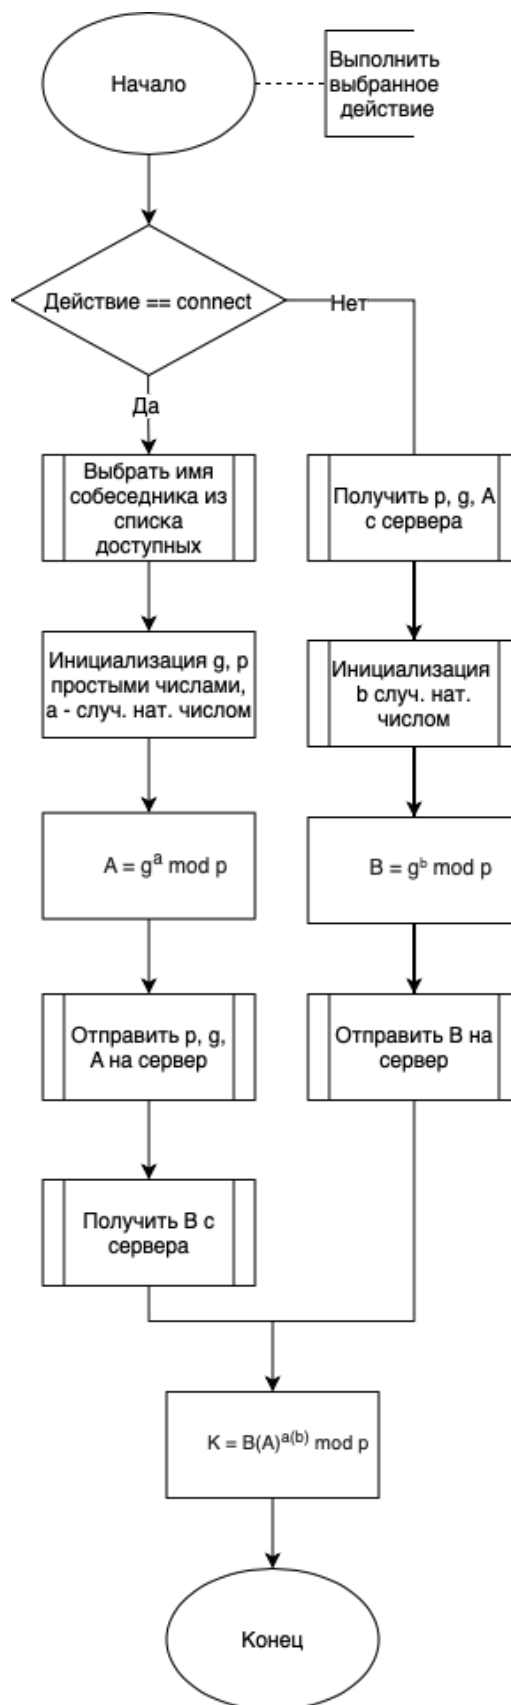 Начало
Выполнить
выбранное
действие
Действие == connect
Нет
Да
Выбрать имя
собеседника из
списка
доступных
Получить p, g, A
с сервера
Инициализация g, p
простыми числами,
a - случ. нат. числом
Инициализация
b случ. нат.
числом
A = gᵃ mod p
B = gᵇ mod p
Отправить p, g,
A на сервер
Отправить B на
сервер
Получить B с
сервера
K = B(A)ᵃ⁽ᵇ⁾ mod p
Конец